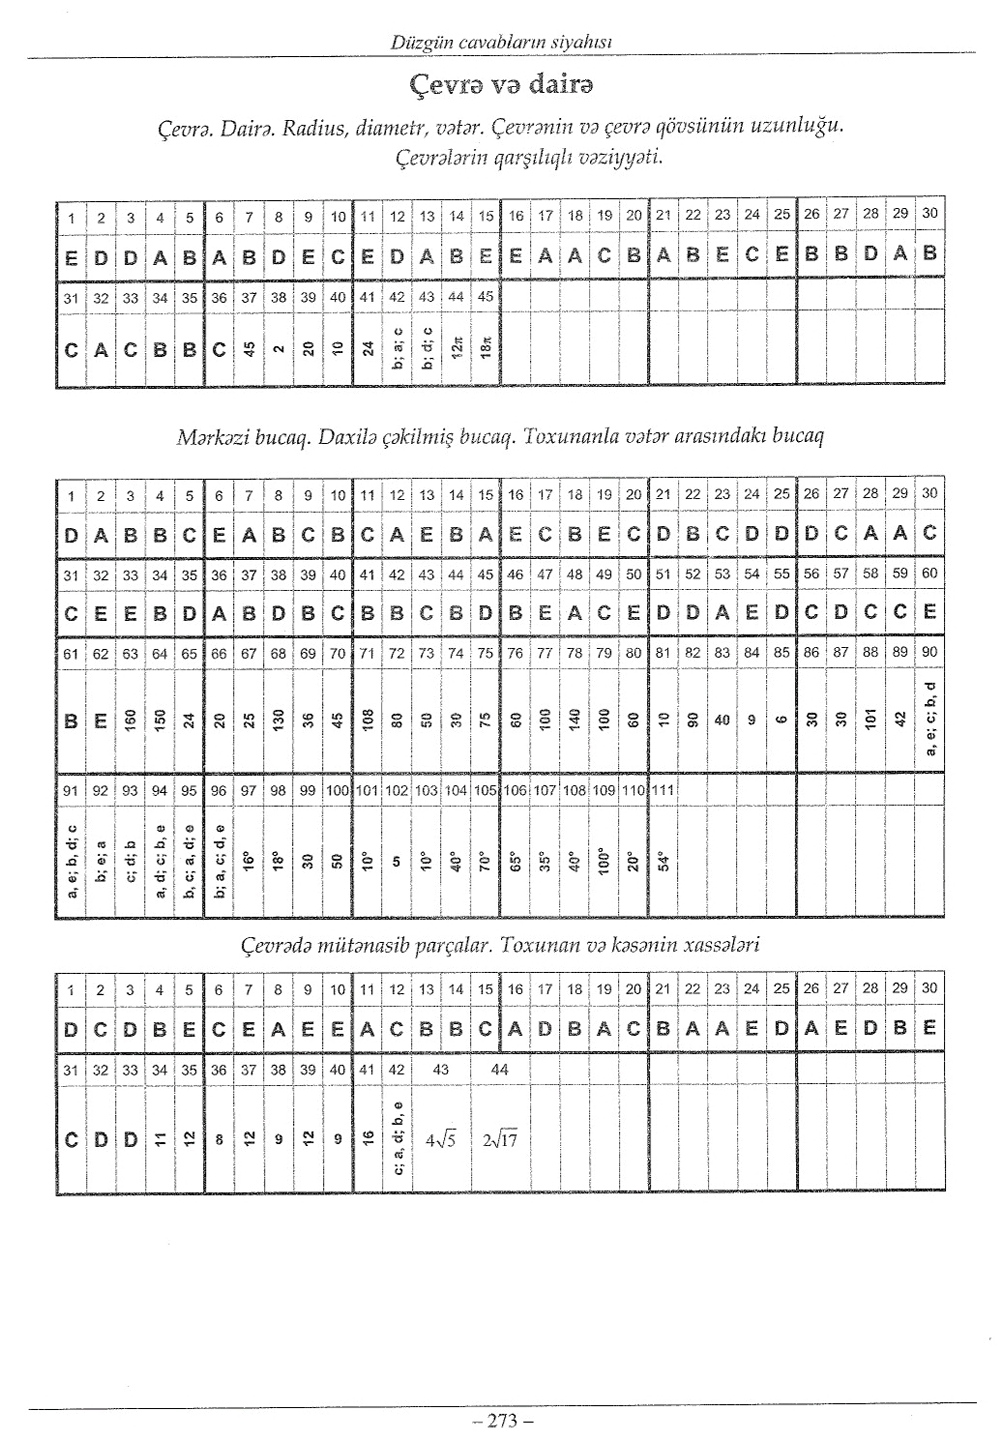 Düzgün cavabların siyahısı
Çevrə və dairə
Çevrə. Dairə. Radius, diametr, vətər. Çevrənin və çevrə qövsünün uzunluğu.
Çevrələrin qarşılıqlı vəziyyəti.
1 2 3 4 5 6 7 8 9 10 11 12 13 14 15 16 17 18 19 20 21 22 23 24 25 26 27 28 29 30
E D D A B A B D E C E D A B E E A A C B A B E C E B B D A B
31 32 33 34 35 36 37 38 39 40 41 42 43 44 45
C A C B B C 45 2 20 10 24 b; a; c b; d; c 12π 18π
Mərkəzi bucaq. Daxilə çəkilmiş bucaq. Toxunanla vətər arasındakı bucaq
1 2 3 4 5 6 7 8 9 10 11 12 13 14 15 16 17 18 19 20 21 22 23 24 25 26 27 28 29 30
D A B B C E A B C B C A E B A E C B E C D B C D D D C A A C
31 32 33 34 35 36 37 38 39 40 41 42 43 44 45 46 47 48 49 50 51 52 53 54 55 56 57 58 59 60
C E E B D A B D B C B B C B D B E A C E D D A E D C D C C E
61 62 63 64 65 66 67 68 69 70 71 72 73 74 75 76 77 78 79 80 81 82 83 84 85 86 87 88 89 90
B E 160 150 24 20 25 130 36 45 108 80 50 30 75 60 100 140 100 60 10 90 40 9 6 30 30 101 42 a, e; c; b, d
91 92 93 94 95 96 97 98 99 100 101 102 103 104 105 106 107 108 109 110 111
a, e; b, d; c b; e; a c; d; b a, d; c; b, e b, c; a, d; e b; a, c; d, e 16° 18° 30 50 10° 5 10° 40° 70° 65° 35° 40° 100° 20° 54°
Çevrədə mütənasib parçalar. Toxunan və kəsənin xassələri
1 2 3 4 5 6 7 8 9 10 11 12 13 14 15 16 17 18 19 20 21 22 23 24 25 26 27 28 29 30
D C D B E C E A E E A C B B C A D B A C B A A E D A E D B E
31 32 33 34 35 36 37 38 39 40 41 42 43 44
C D D 11 12 8 12 9 12 9 16 c; a, d; b, e 4√5 2√17
– 273 –